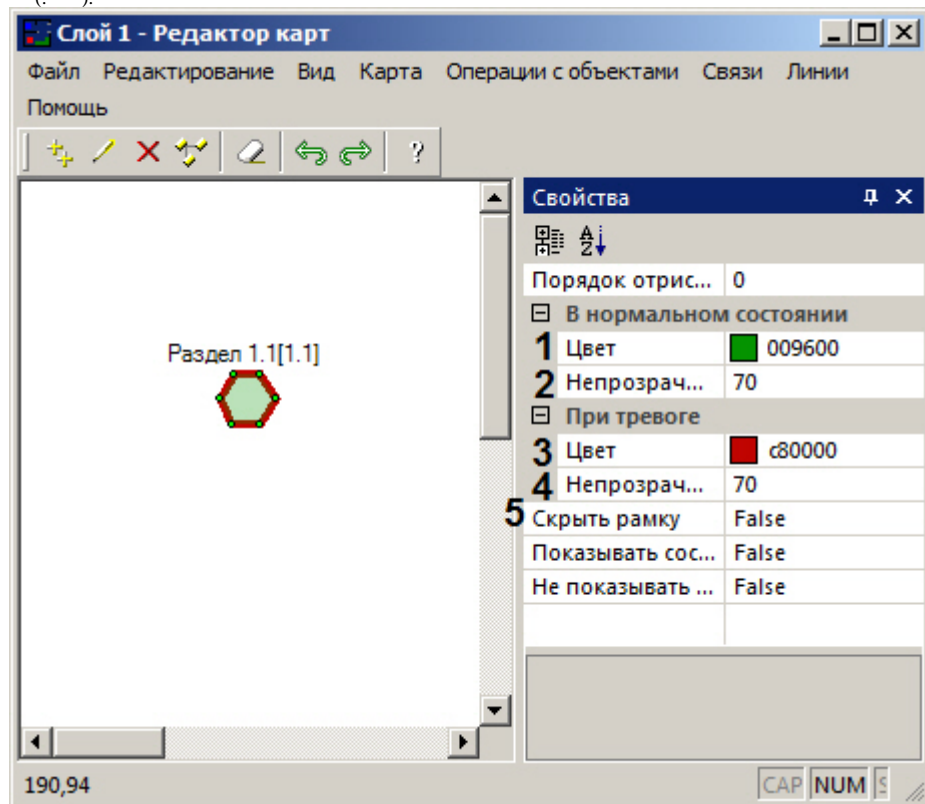 Слой 1 - Редактор карт
Файл Редактирование Вид Карта Операции с объектами Связи Линии
Помощь
?
Свойства
Порядок отрис... 0
В нормальном состоянии
1 Цвет 009600
2 Непрозрач... 70
При тревоге
3 Цвет c80000
4 Непрозрач... 70
5 Скрыть рамку False
Показывать сос... False
Не показывать ... False
Раздел 1.1[1.1]
190,94
CAP NUM